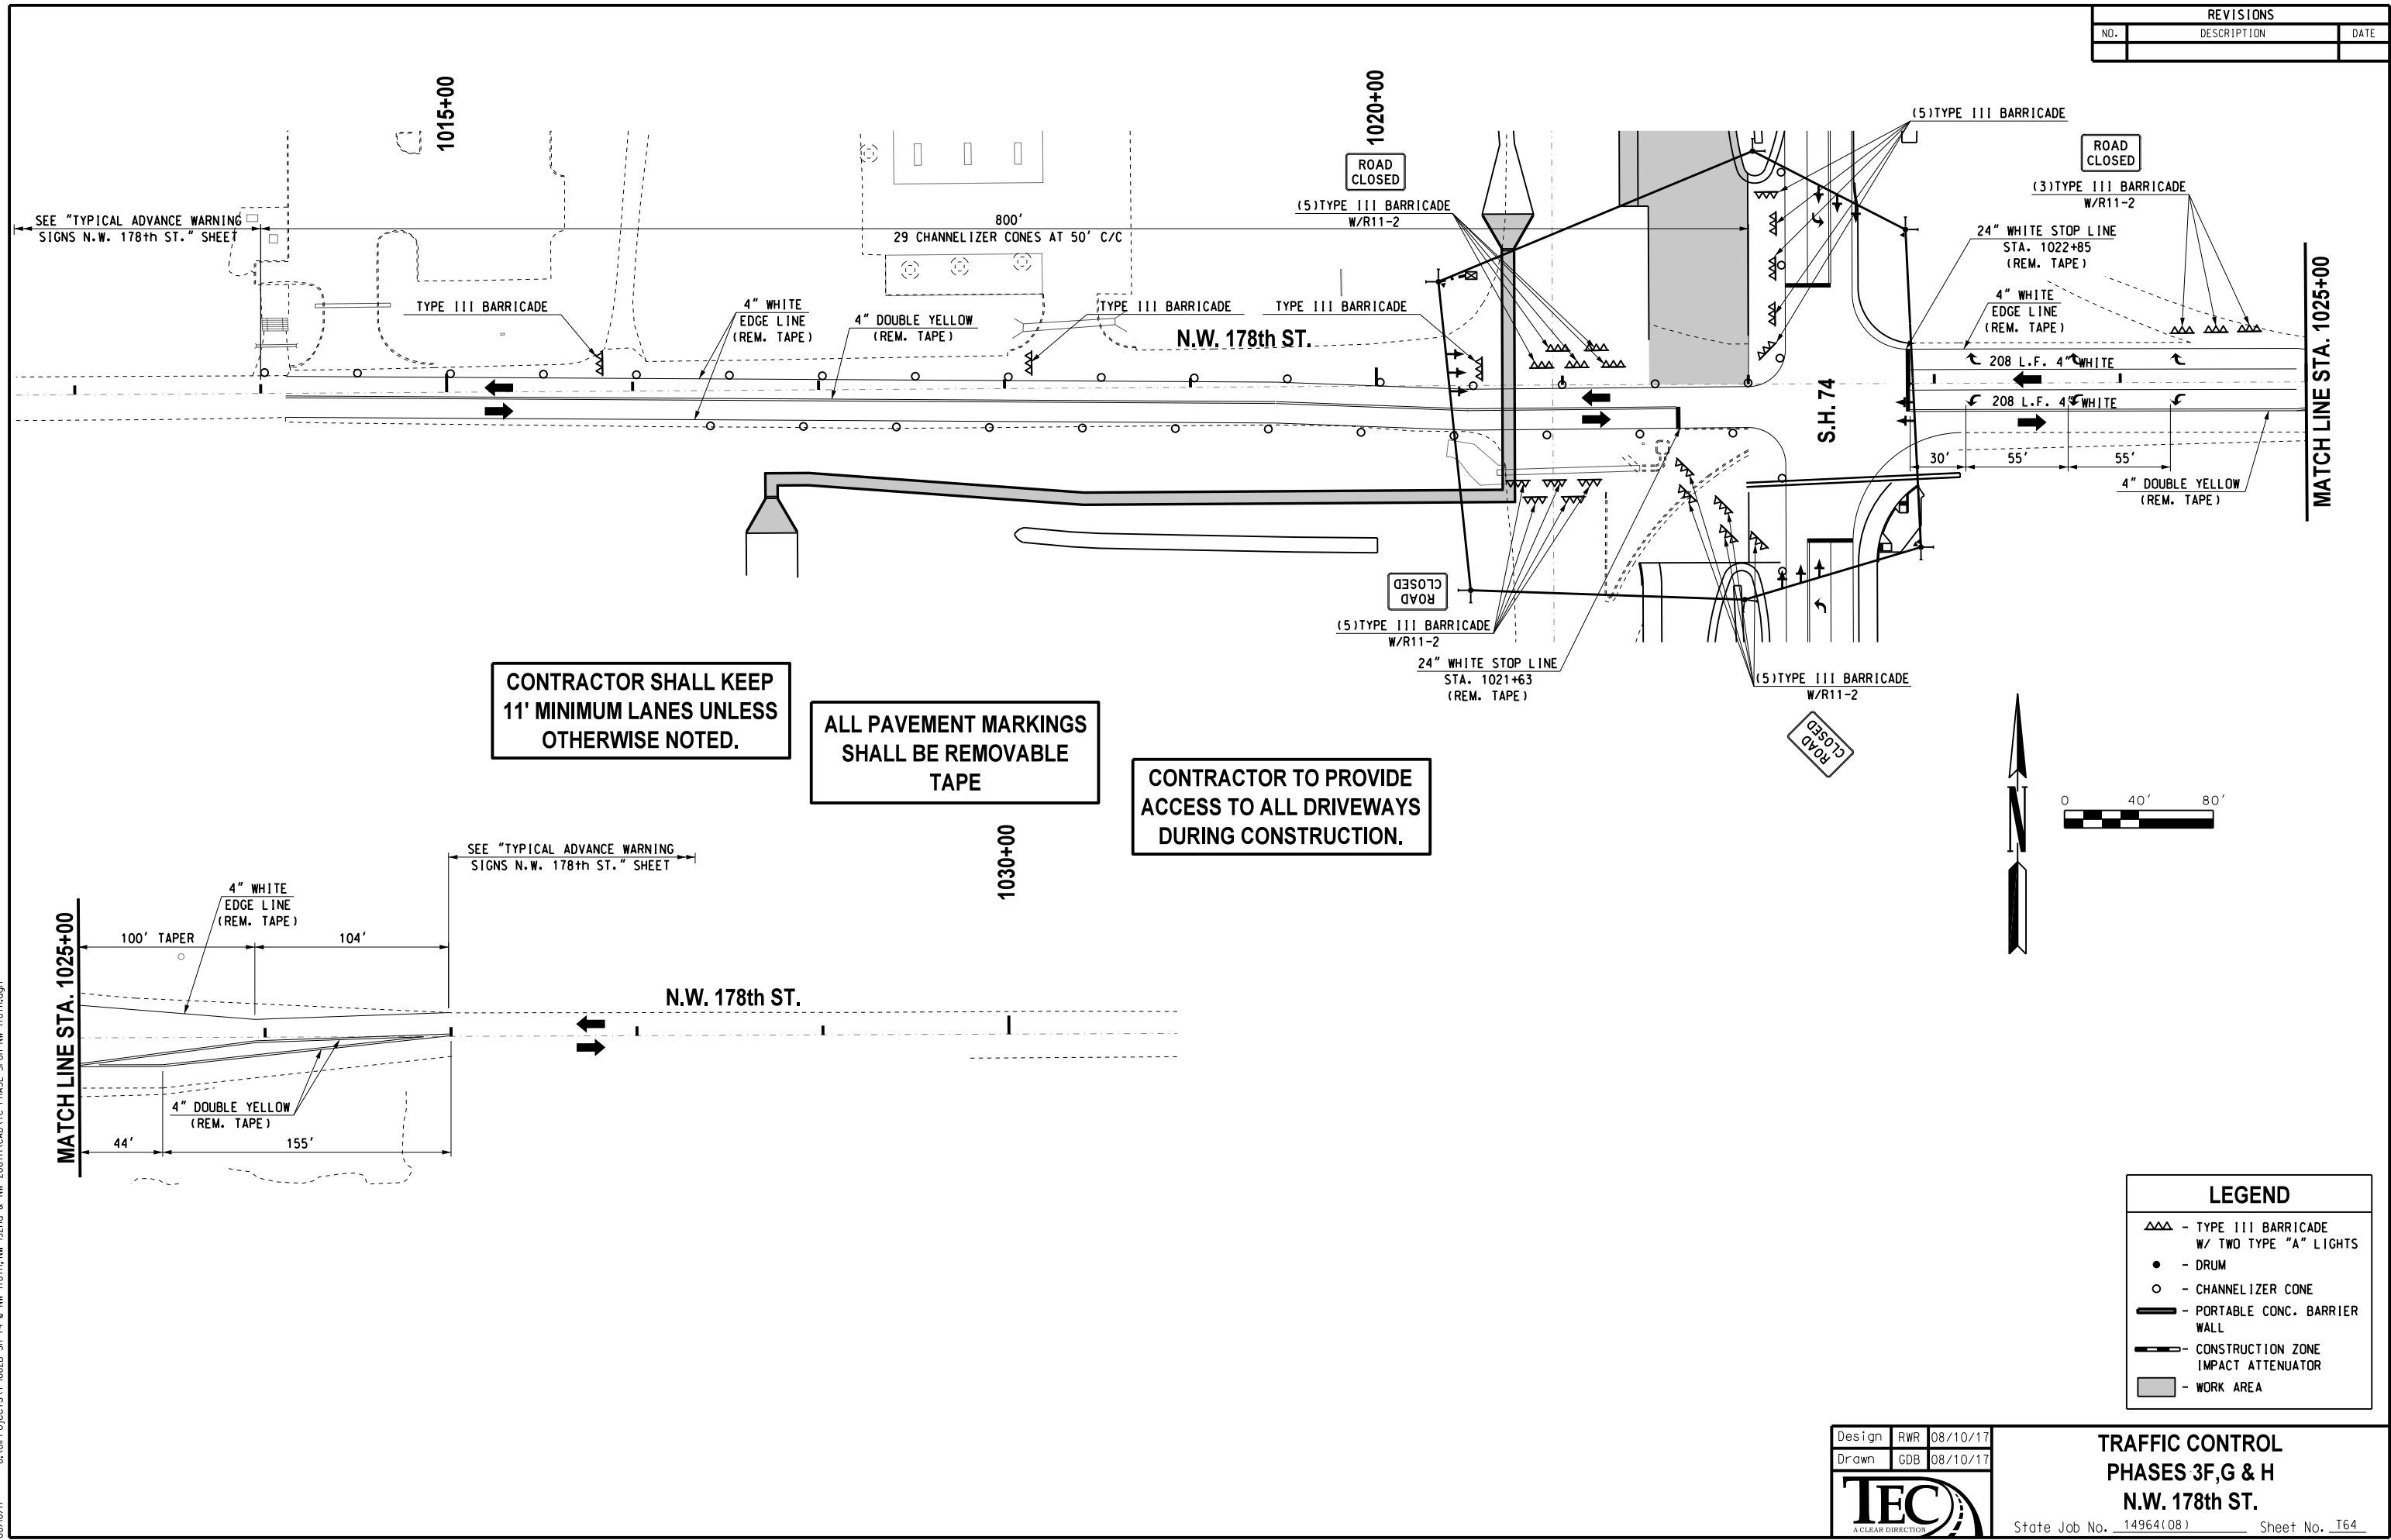 REVISIONS
NO. DESCRIPTION DATE
1015+00
1020+00
(5)TYPE III BARRICADE
ROAD
CLOSED
ROAD
CLOSED
(3)TYPE III BARRICADE
W/R11-2
(5)TYPE III BARRICADE
W/R11-2
SEE "TYPICAL ADVANCE WARNING
SIGNS N.W. 178th ST." SHEET
800'
29 CHANNELIZER CONES AT 50' C/C
24" WHITE STOP LINE
STA. 1022+85
(REM. TAPE)
TYPE III BARRICADE
4" WHITE
EDGE LINE
(REM. TAPE)
4" DOUBLE YELLOW
(REM. TAPE)
TYPE III BARRICADE
TYPE III BARRICADE
N.W. 178th ST.
4" WHITE
EDGE LINE
(REM. TAPE)
208 L.F. 4" WHITE
208 L.F. 4" WHITE
S.H. 74
MATCH LINE STA. 1025+00
30' 55' 55'
4" DOUBLE YELLOW
(REM. TAPE)
ROAD
CLOSED
(5)TYPE III BARRICADE
W/R11-2
24" WHITE STOP LINE
STA. 1021+63
(REM. TAPE)
(5)TYPE III BARRICADE
W/R11-2
ROAD
CLOSED
CONTRACTOR SHALL KEEP
11' MINIMUM LANES UNLESS
OTHERWISE NOTED.
ALL PAVEMENT MARKINGS
SHALL BE REMOVABLE
TAPE
CONTRACTOR TO PROVIDE
ACCESS TO ALL DRIVEWAYS
DURING CONSTRUCTION.
N
0 40' 80'
SEE "TYPICAL ADVANCE WARNING
SIGNS N.W. 178th ST." SHEET
1030+00
4" WHITE
EDGE LINE
(REM. TAPE)
100' TAPER 104'
MATCH LINE STA. 1025+00
N.W. 178th ST.
4" DOUBLE YELLOW
(REM. TAPE)
44' 155'
LEGEND
- TYPE III BARRICADE
W/ TWO TYPE "A" LIGHTS
- DRUM
- CHANNELIZER CONE
- PORTABLE CONC. BARRIER
WALL
- CONSTRUCTION ZONE
IMPACT ATTENUATOR
- WORK AREA
Design RWR 08/10/17
Drawn GDB 08/10/17
TEC
A CLEAR DIRECTION
TRAFFIC CONTROL
PHASES 3F,G & H
N.W. 178th ST.
State Job No. 14964(08) Sheet No. T64